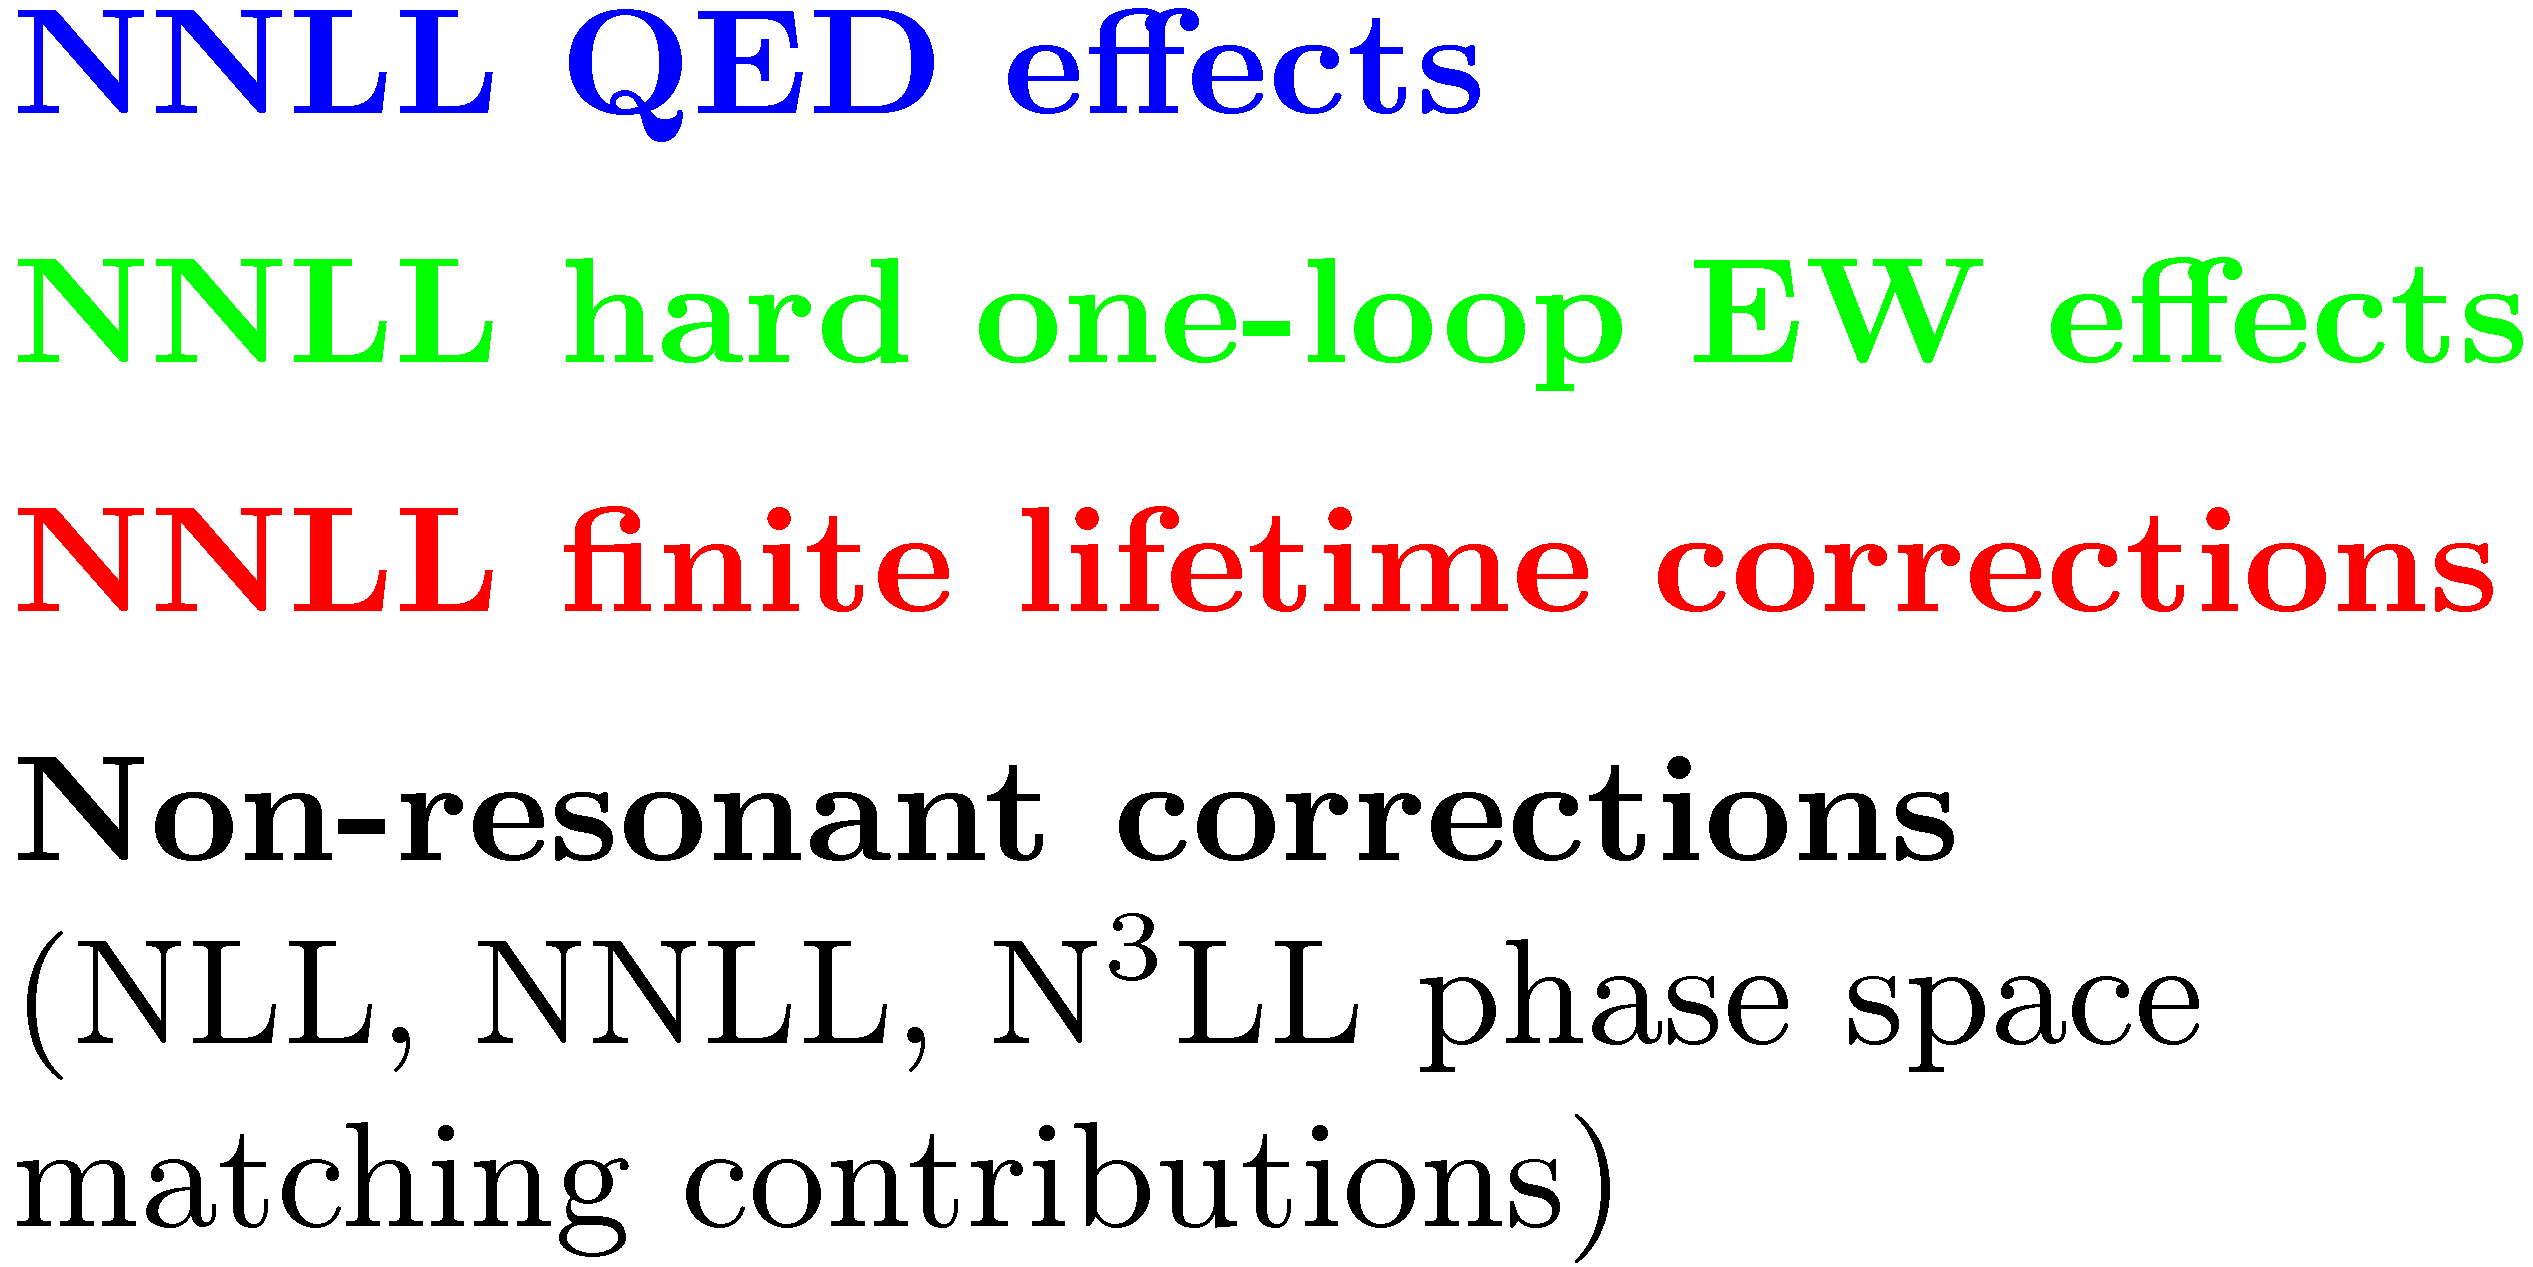 NNLL QED effects
NNLL hard one-loop EW effects
NNLL finite lifetime corrections
Non-resonant corrections
(NLL, NNLL, N³LL phase space
matching contributions)